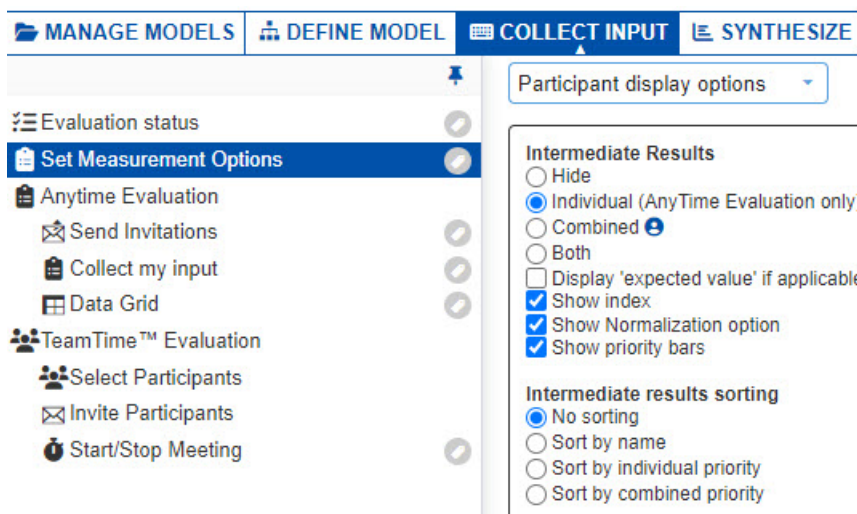 MANAGE MODELS DEFINE MODEL COLLECT INPUT SYNTHESIZE
Evaluation status
Set Measurement Options
Anytime Evaluation
Send Invitations
Collect my input
Data Grid
TeamTime™ Evaluation
Select Participants
Invite Participants
Start/Stop Meeting
Participant display options
Intermediate Results
Hide
Individual (AnyTime Evaluation only)
Combined
Both
Display 'expected value' if applicable
Show index
Show Normalization option
Show priority bars
Intermediate results sorting
No sorting
Sort by name
Sort by individual priority
Sort by combined priority